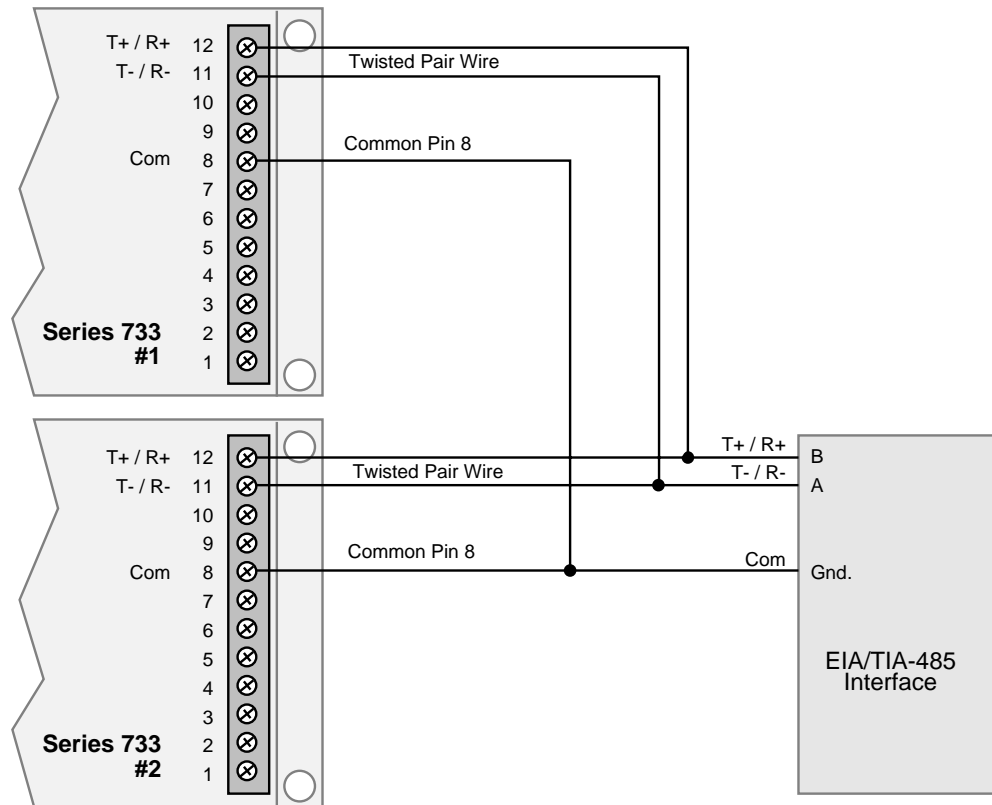 T+ / R+ 12
T- / R- 11
Twisted Pair Wire
10
9
Com 8
Common Pin 8
7
6
5
4
3
Series 733 2
#1
1
T+ / R+ 12
T+ / R+ B
T- / R- 11
Twisted Pair Wire
T- / R- A
10
9
Com 8
Common Pin 8
Com Gnd.
7
6
5
EIA/TIA-485
Interface
4
3
Series 733 2
#2
1